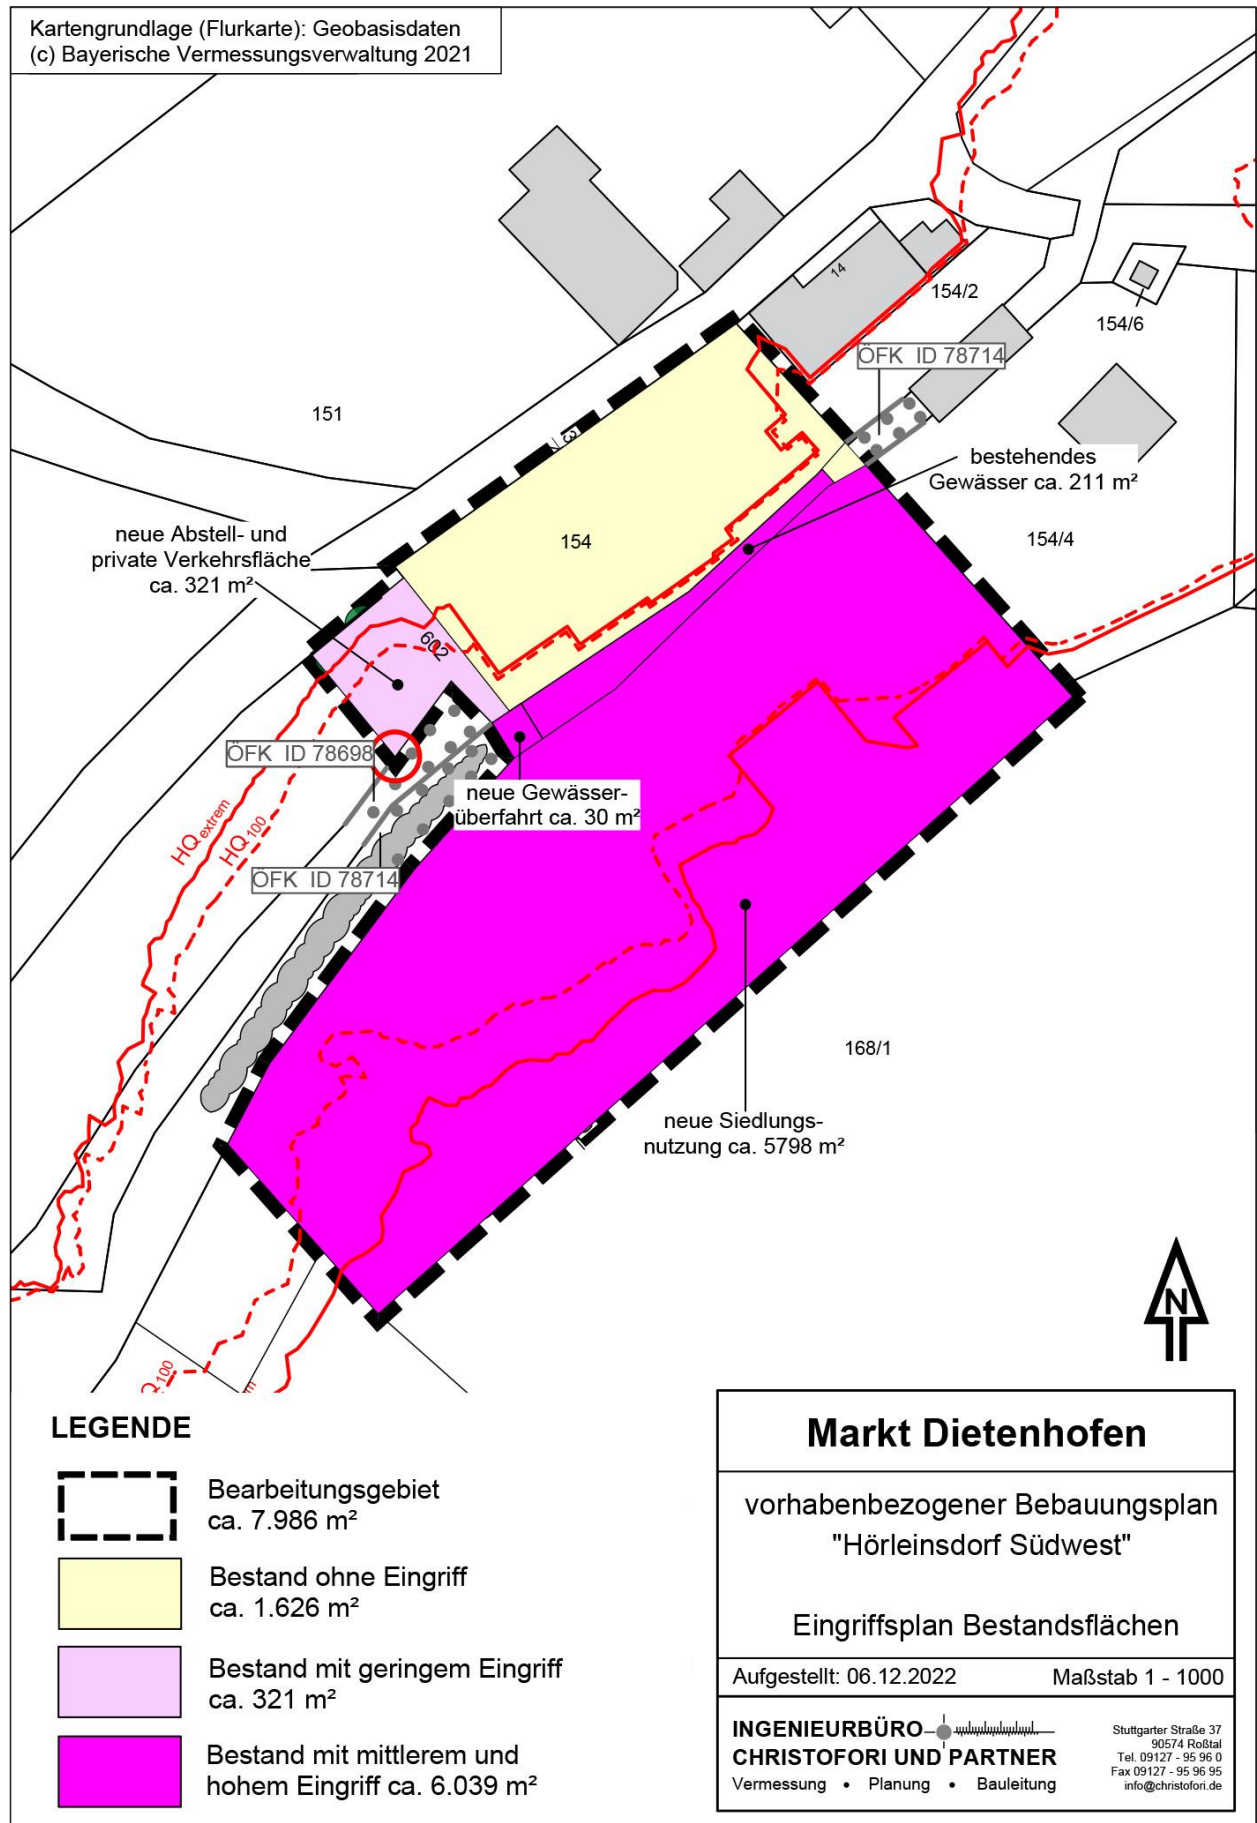 Kartengrundlage (Flurkarte): Geobasisdaten
(c) Bayerische Vermessungsverwaltung 2021
14
154/2
154/6
ÖFK ID 78714
151
bestehendes
Gewässer ca. 211 m²
neue Abstell- und
private Verkehrsfläche
ca. 321 m²
154
154/4
602
ÖFK ID 78698
neue Gewässer-
überfahrt ca. 30 m²
HQextrem
HQ100
ÖFK ID 78714
168/1
neue Siedlungs-
nutzung ca. 5798 m²
N
LEGENDE
Bearbeitungsgebiet
ca. 7.986 m²
Bestand ohne Eingriff
ca. 1.626 m²
Bestand mit geringem Eingriff
ca. 321 m²
Bestand mit mittlerem und
hohem Eingriff ca. 6.039 m²
Markt Dietenhofen
vorhabenbezogener Bebauungsplan
"Hörleinsdorf Südwest"
Eingriffsplan Bestandsflächen
Aufgestellt: 06.12.2022 Maßstab 1 - 1000
INGENIEURBÜRO
CHRISTOFORI UND PARTNER
Vermessung • Planung • Bauleitung
Stuttgarter Straße 37
90574 Roßtal
Tel. 09127 - 95 96 0
Fax 09127 - 95 96 95
info@christofori.de